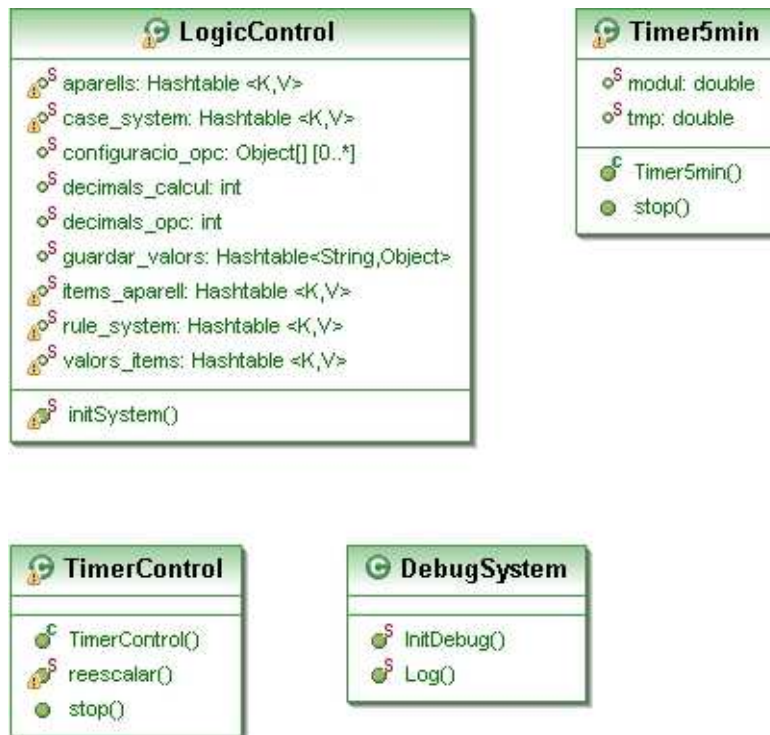 LogicControl
aparells: Hashtable <K,V>
case_system: Hashtable <K,V>
configuracio_opc: Object[] [0..*]
decimals_calcul: int
decimals_opc: int
guardar_valors: Hashtable<String,Object>
items_aparell: Hashtable <K,V>
rule_system: Hashtable <K,V>
valors_items: Hashtable <K,V>
initSystem()
Timer5min
modul: double
tmp: double
Timer5min()
stop()
TimerControl
TimerControl()
reescalar()
stop()
DebugSystem
InitDebug()
Log()